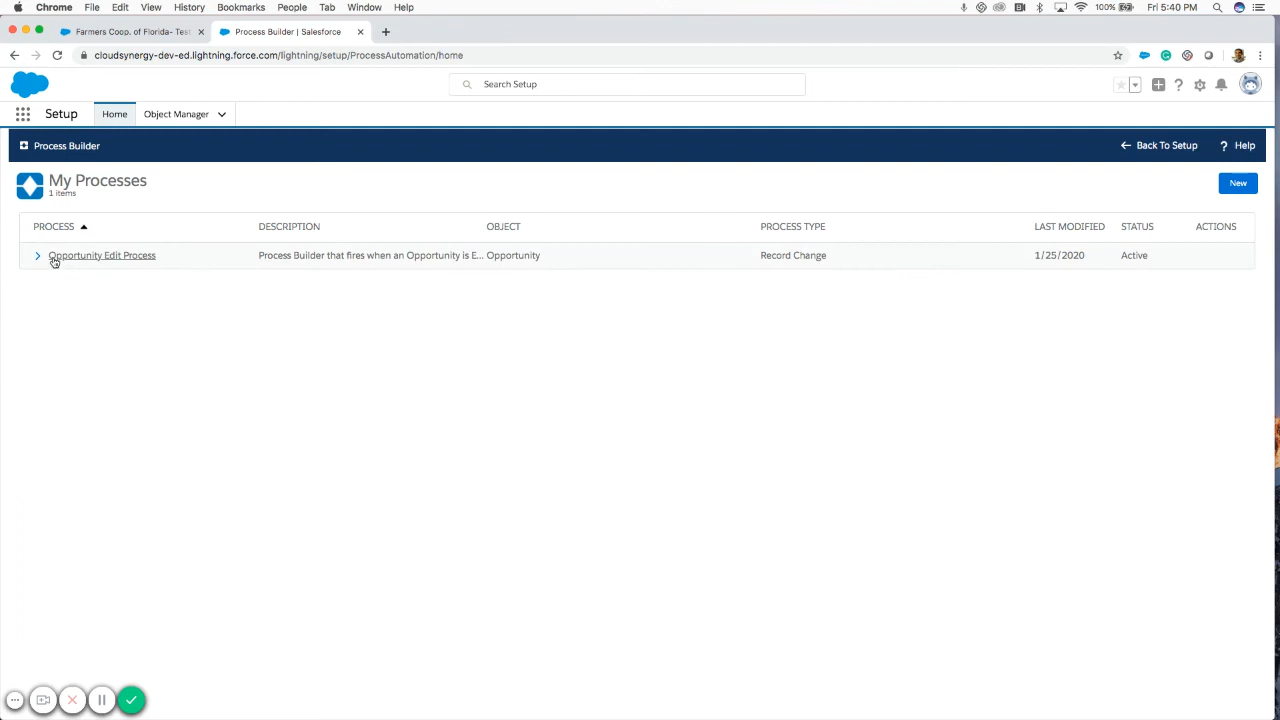 Chrome File Edit View History Bookmarks People Tab Window Help 100% Fri 5:40 PM
Farmers Coop. of Florida- Test Process Builder | Salesforce
cloudsynergy-dev-ed.lightning.force.com/lightning/setup/ProcessAutomation/home
Search Setup
Setup Home Object Manager
Process Builder Back To Setup ? Help
My Processes
1 items
New
PROCESS DESCRIPTION OBJECT PROCESS TYPE LAST MODIFIED STATUS ACTIONS
Opportunity Edit Process Process Builder that fires when an Opportunity is E... Opportunity Record Change 1/25/2020 Active